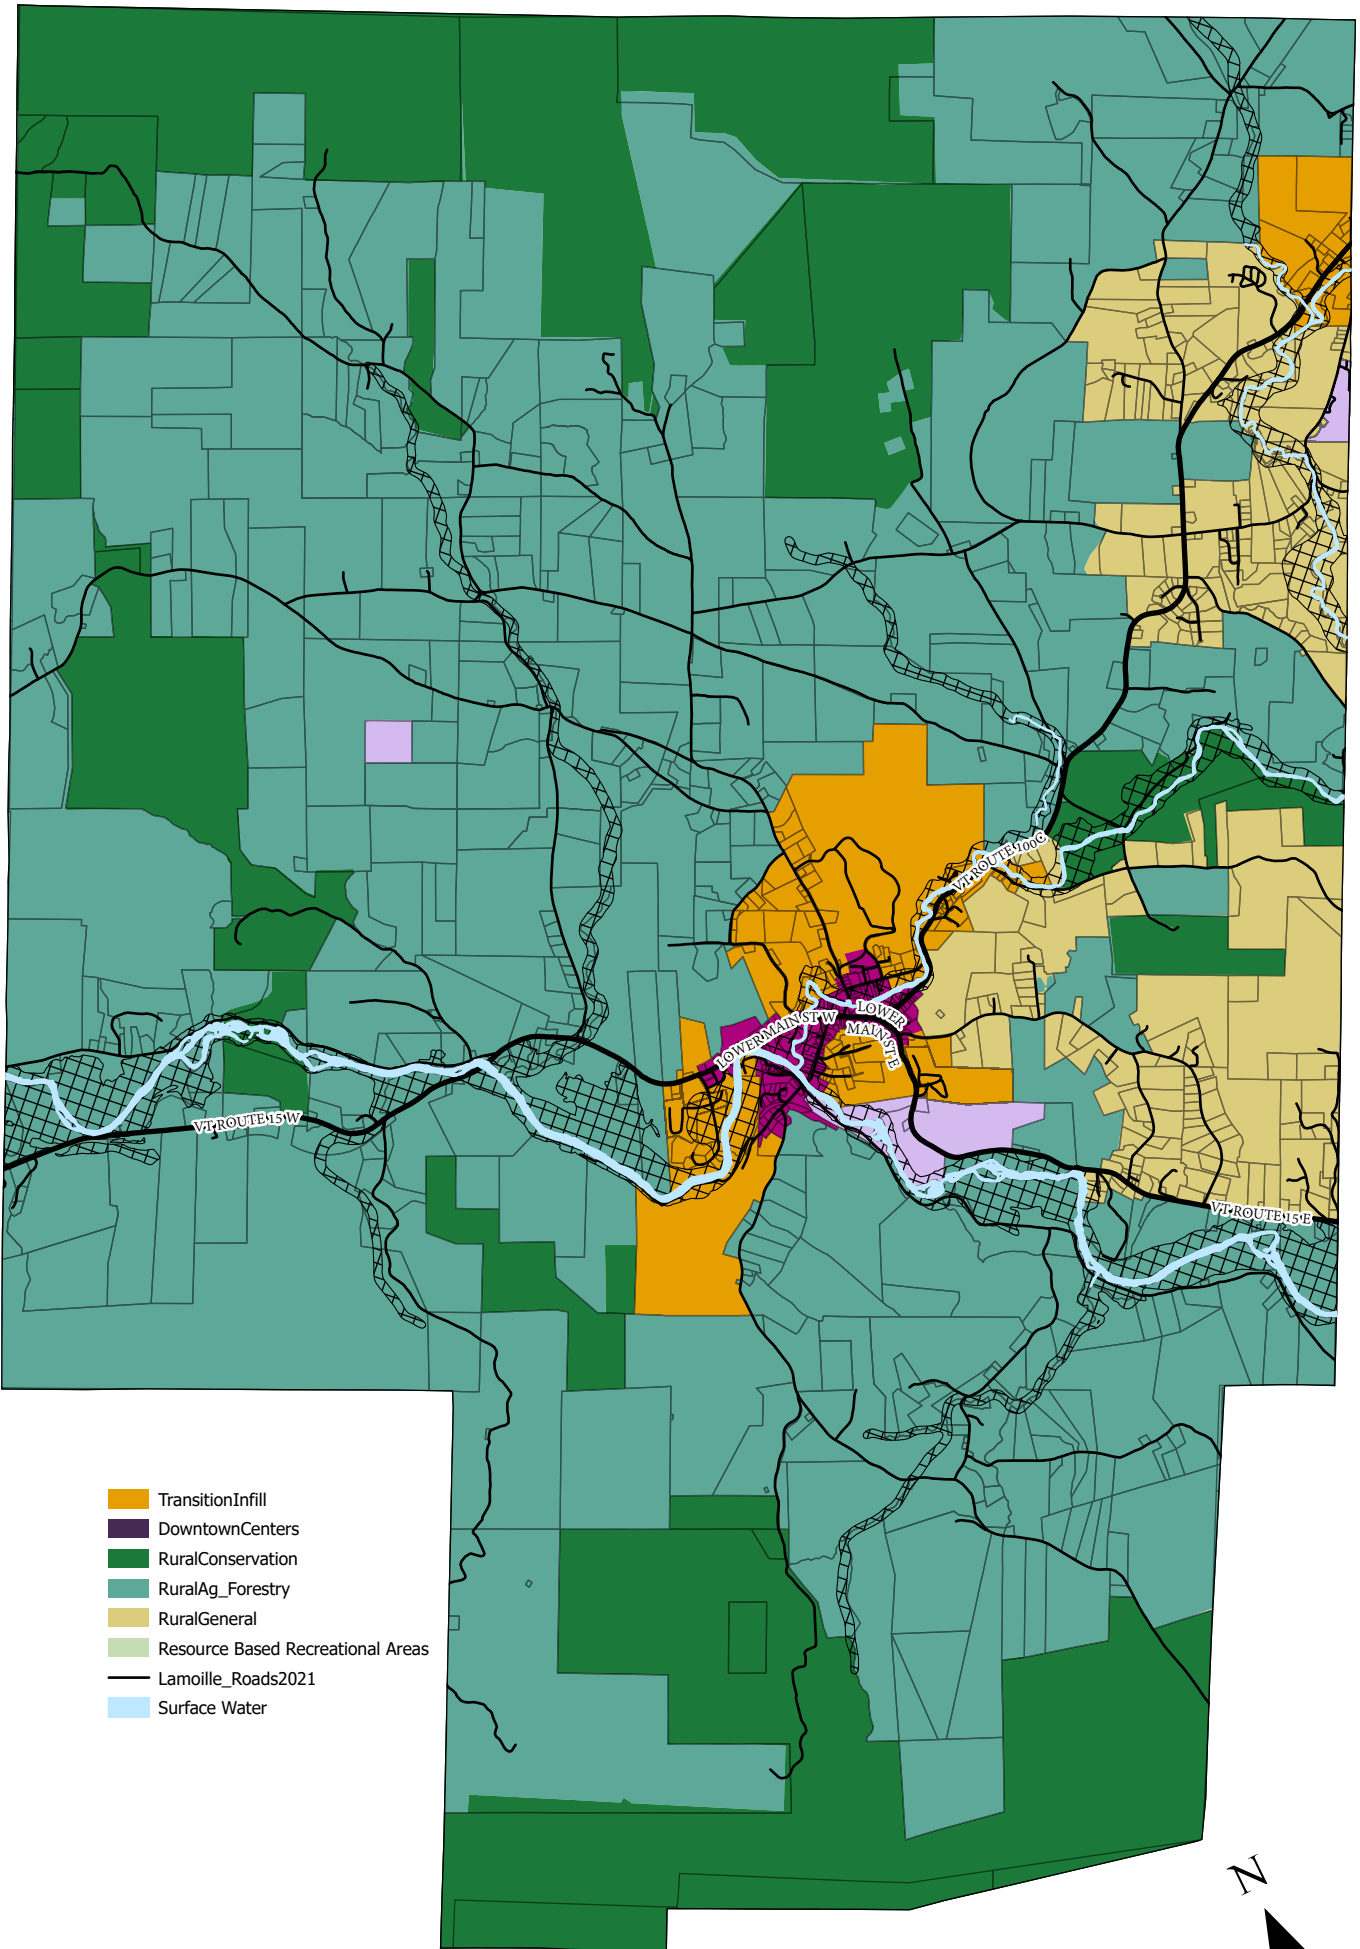 VT ROUTE 100C
LOWER MAIN ST W
LOWER
MAIN ST E
VT ROUTE 15 W
VT ROUTE 15 E
TransitionInfill
DowntownCenters
RuralConservation
RuralAg_Forestry
RuralGeneral
Resource Based Recreational Areas
Lamoille_Roads2021
Surface Water
N